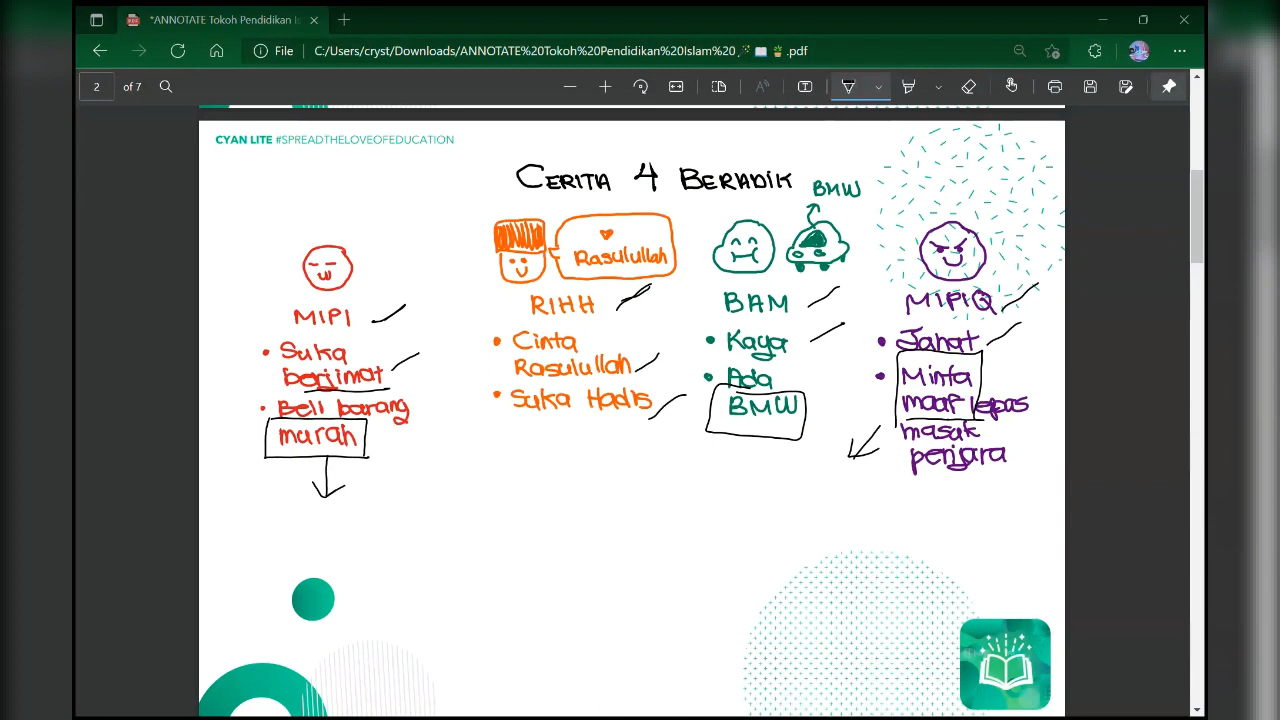 *ANNOTATE Tokoh Pendidikan Is
File C:/Users/cryst/Downloads/ANNOTATE%20Tokoh%20Pendidikan%20Islam%20 .pdf
2 of 7
CYAN LITE #SPREADTHELOVEOFEDUCATION
CERITA 4 BERADIK
BMW
Rasulullah
MIPI
• Suka
berjimat
• Beli barang
murah
RIHH
• Cinta
Rasulullah
• Suka Hadis
BAM
• Kaya
• Ada
BMW
MIPIQ
• Jahat
• Minta
maaf lepas
masuk
penjara